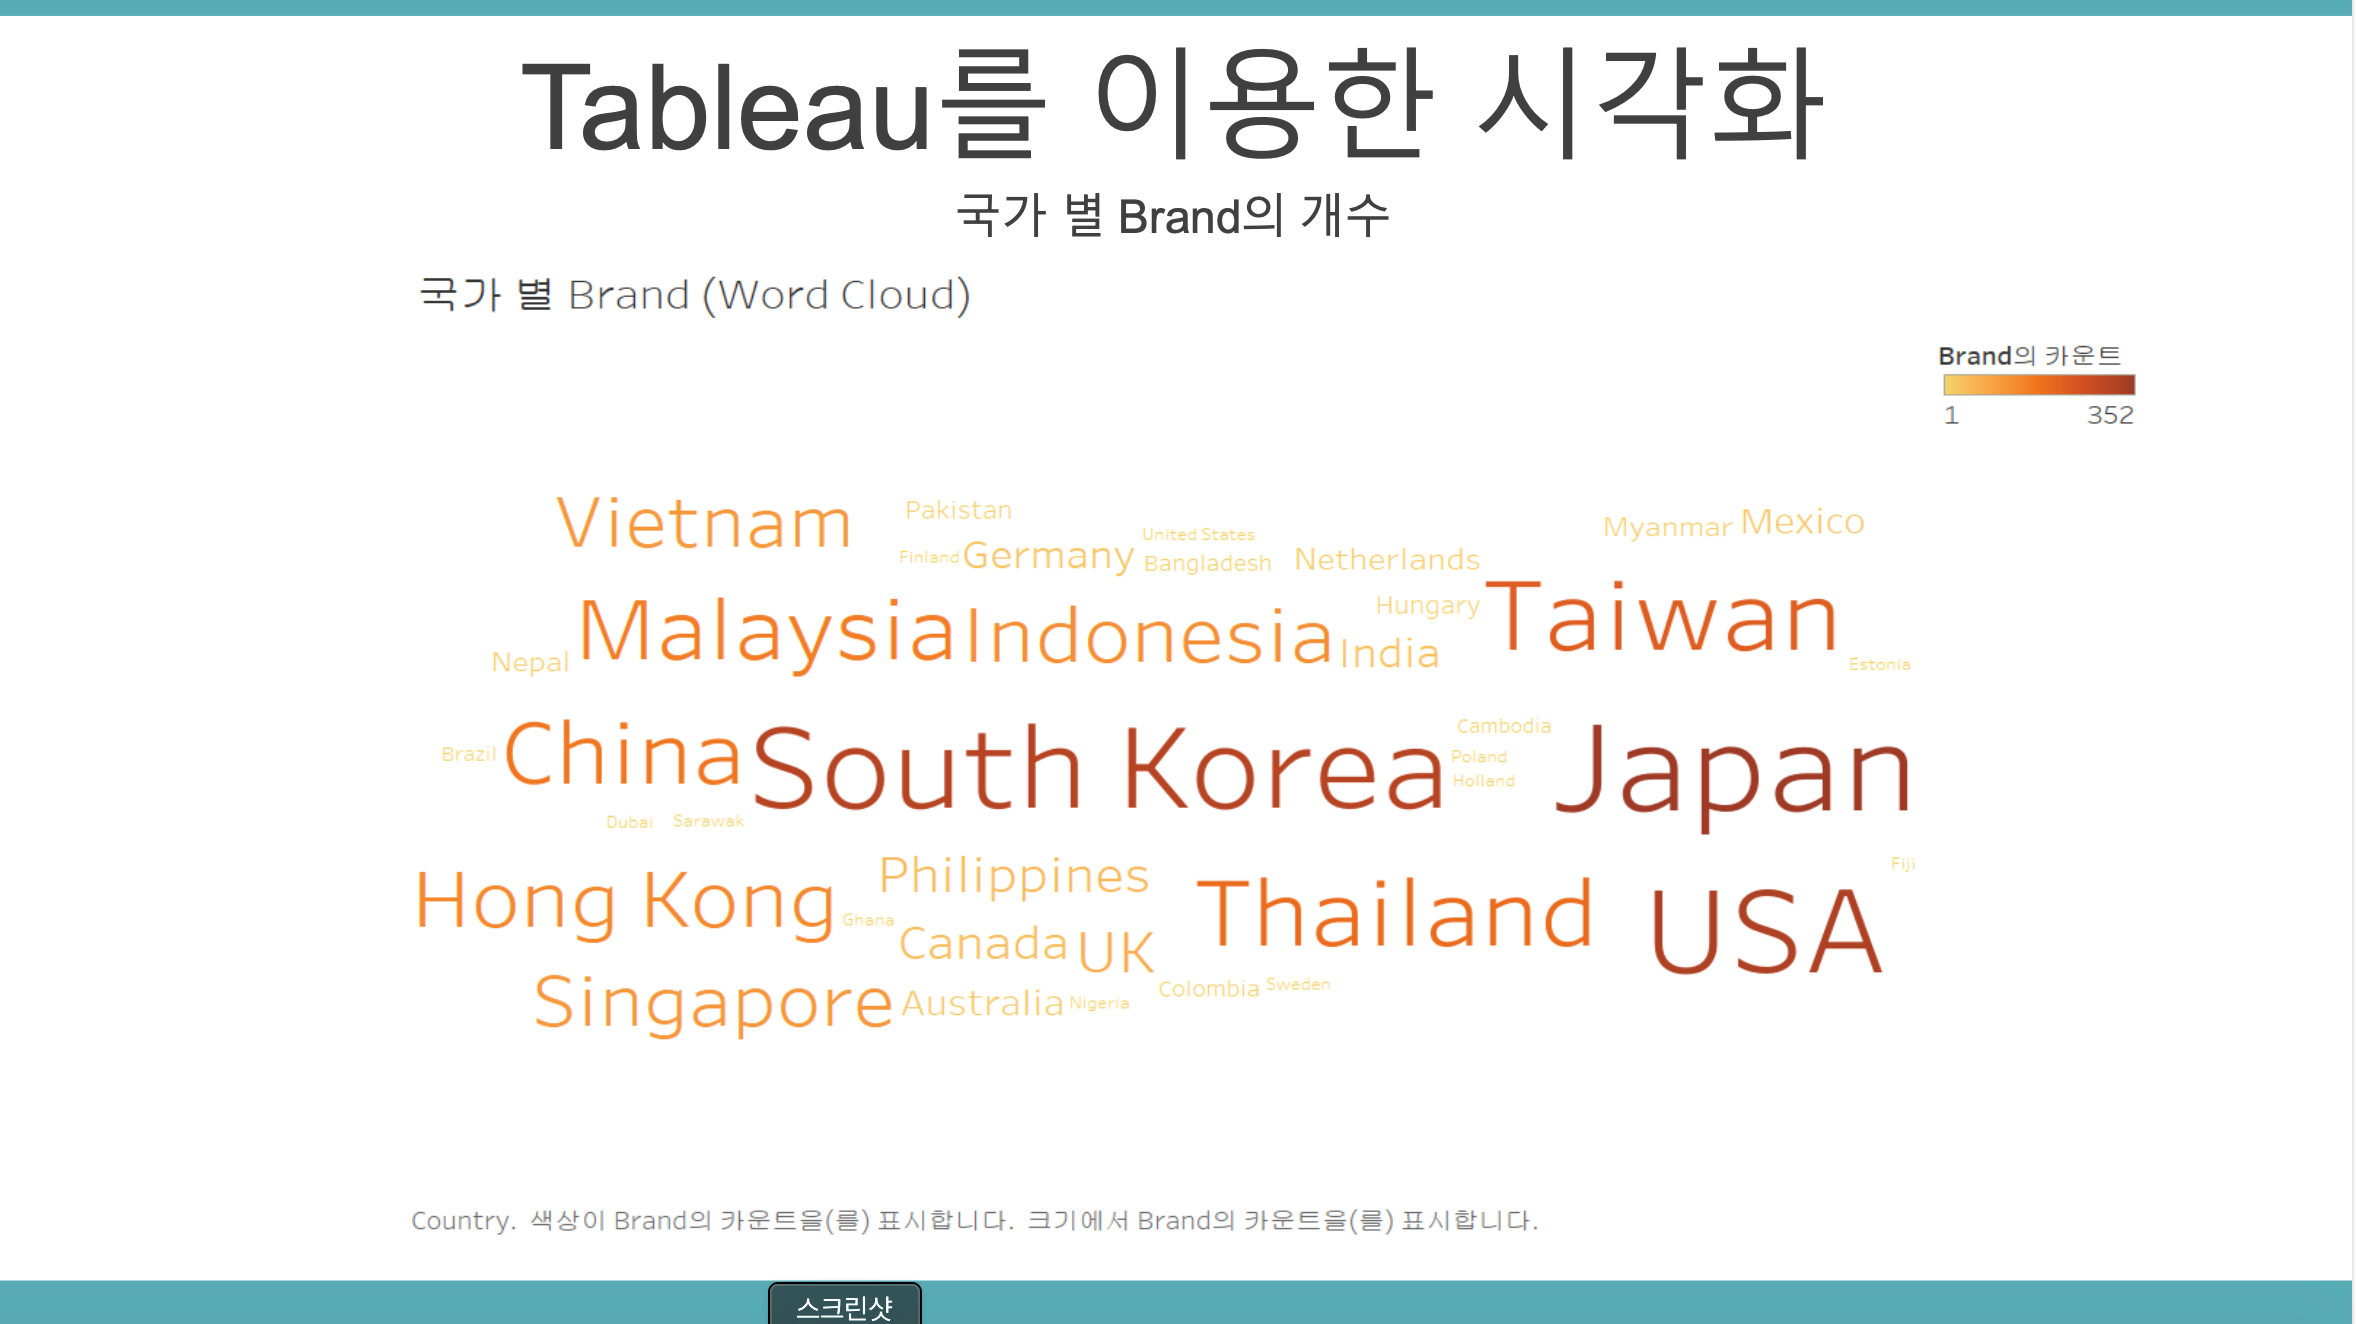 Tableau를 이용한 시각화
국가 별 Brand의 개수
국가 별 Brand (Word Cloud)
Brand의 카운트
1 352
Vietnam
Pakistan
United States
Finland
Germany
Bangladesh
Netherlands
Myanmar
Mexico
Nepal
Malaysia
Indonesia
Hungary
India
Taiwan
Estonia
Brazil
China
South Korea
Cambodia
Poland
Holland
Japan
Dubai
Sarawak
Hong Kong
Philippines
Ghana
Canada
UK
Thailand
USA
Fiji
Singapore
Australia
Nigeria
Colombia
Sweden
Country. 색상이 Brand의 카운트을(를) 표시합니다. 크기에서 Brand의 카운트을(를) 표시합니다.
스크린샷